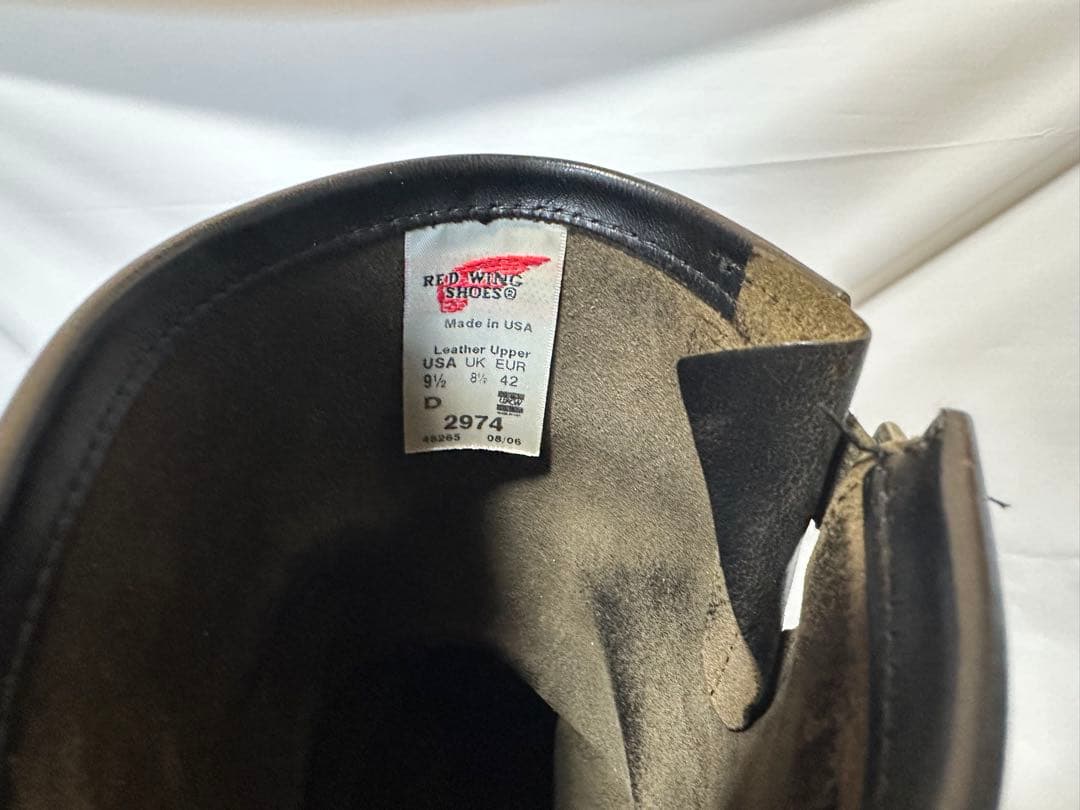 RED WING
SHOES®
Made in USA
Leather Upper
USA UK EUR
9½ 8½ 42
D
2974
48265 08/06